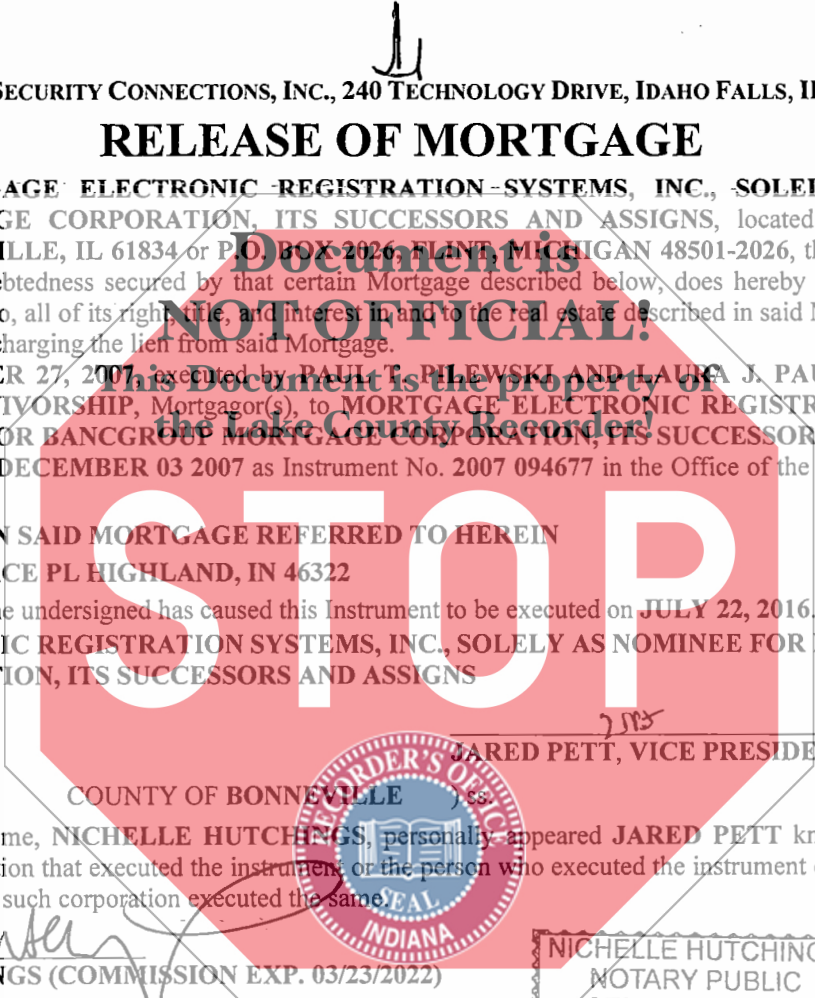 SECURITY CONNECTIONS, INC., 240 TECHNOLOGY DRIVE, IDAHO FALLS, I
RELEASE OF MORTGAGE
AGE ELECTRONIC REGISTRATION SYSTEMS, INC., SOLE
GE CORPORATION, ITS SUCCESSORS AND ASSIGNS, located
ILLE, IL 61834 or P.O. BOX 2026, FLINT, MICHIGAN 48501-2026, t
Document is
btedness secured by that certain Mortgage described below, does hereby
o, all of its right, title, and interest in and to the real estate described in said
NOT OFFICIAL!
harging the lien from said Mortgage.
ER 27, 2007, executed by PAUL T. PILEWSKI AND LAURA J. PAU
This Document is the property of
IVORSHIP, Mortgagor(s), to MORTGAGE ELECTRONIC REGISTR
the Lake County Recorder!
OR BANCGROUP MORTGAGE CORPORATION, ITS SUCCESSOR
DECEMBER 03 2007 as Instrument No. 2007 094677 in the Office of the
N SAID MORTGAGE REFERRED TO HEREIN
STOP
CE PL HIGHLAND, IN 46322
e undersigned has caused this Instrument to be executed on JULY 22, 2016.
IC REGISTRATION SYSTEMS, INC., SOLELY AS NOMINEE FOR
ION, ITS SUCCESSORS AND ASSIGNS
JARED PETT, VICE PRESIDE
RECORDER'S OFFICE
COUNTY OF BONNEVILLE ) ss.
me, NICHELLE HUTCHINGS, personally appeared JARED PETT kn
ion that executed the instrument or the person who executed the instrument
such corporation executed the same.
SEAL
INDIANA
NICHELLE HUTCHING
NGS (COMMISSION EXP. 03/23/2022)
NOTARY PUBLIC